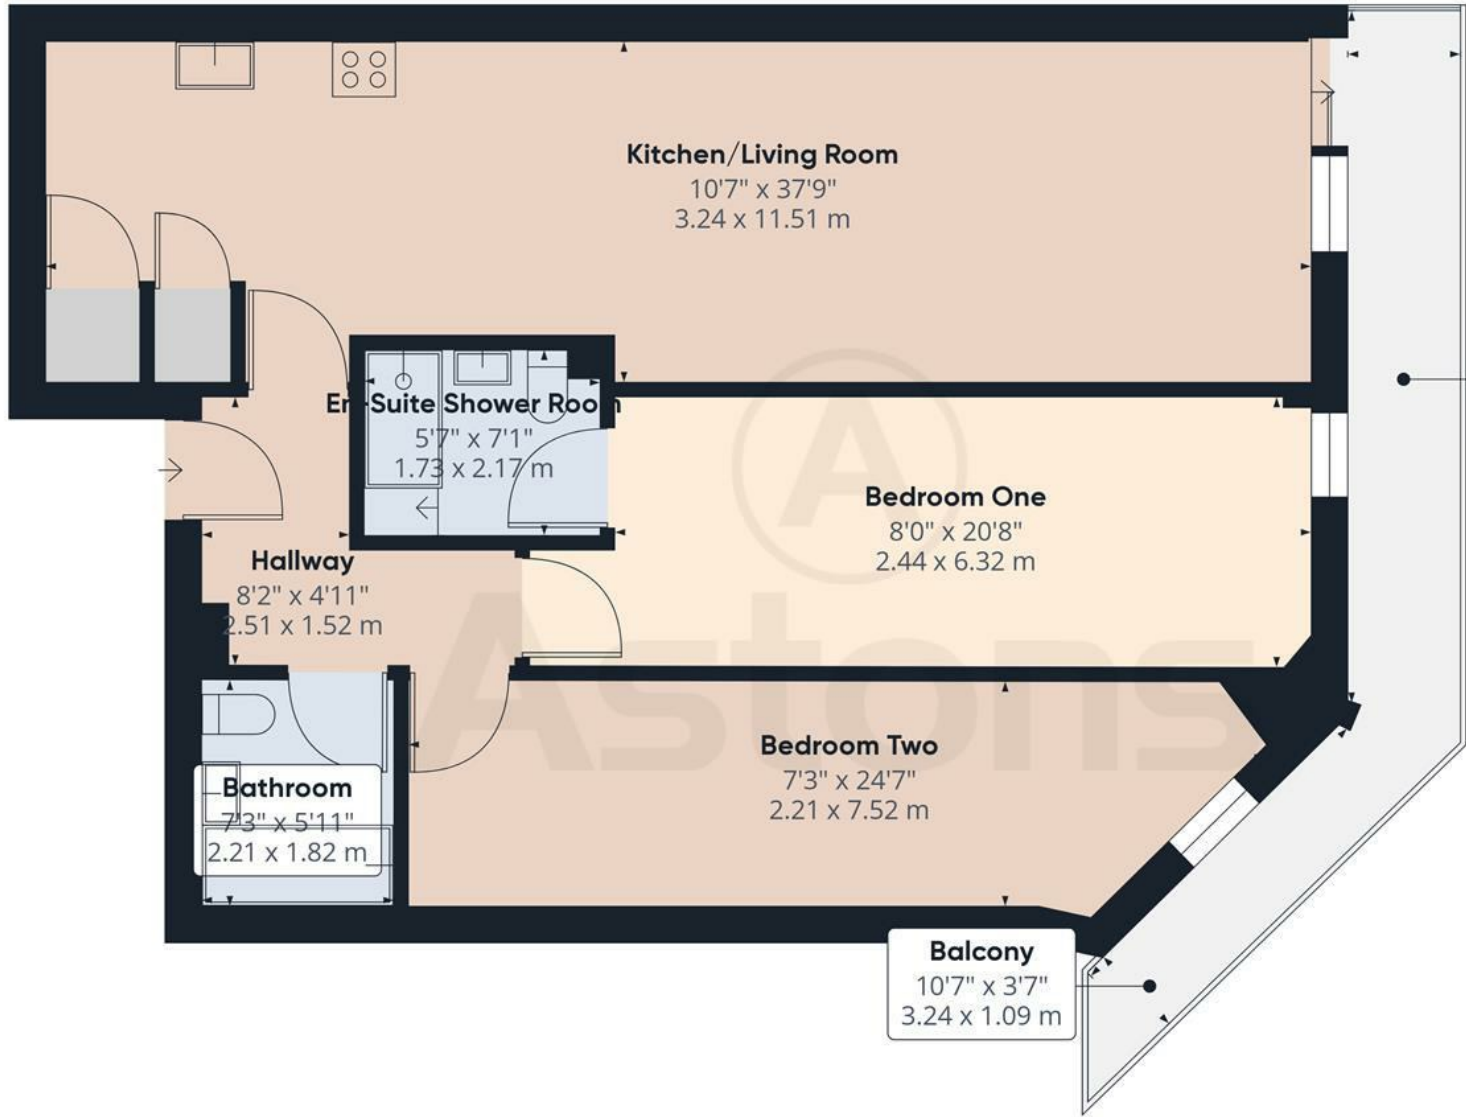 Kitchen/Living Room
10'7" x 37'9"
3.24 x 11.51 m
En-Suite Shower Room
5'7" x 7'1"
1.73 x 2.17 m
Bedroom One
8'0" x 20'8"
2.44 x 6.32 m
Hallway
8'2" x 4'11"
2.51 x 1.52 m
A
Astons
Bedroom Two
7'3" x 24'7"
2.21 x 7.52 m
Bathroom
7'3" x 5'11"
2.21 x 1.82 m
Balcony
10'7" x 3'7"
3.24 x 1.09 m